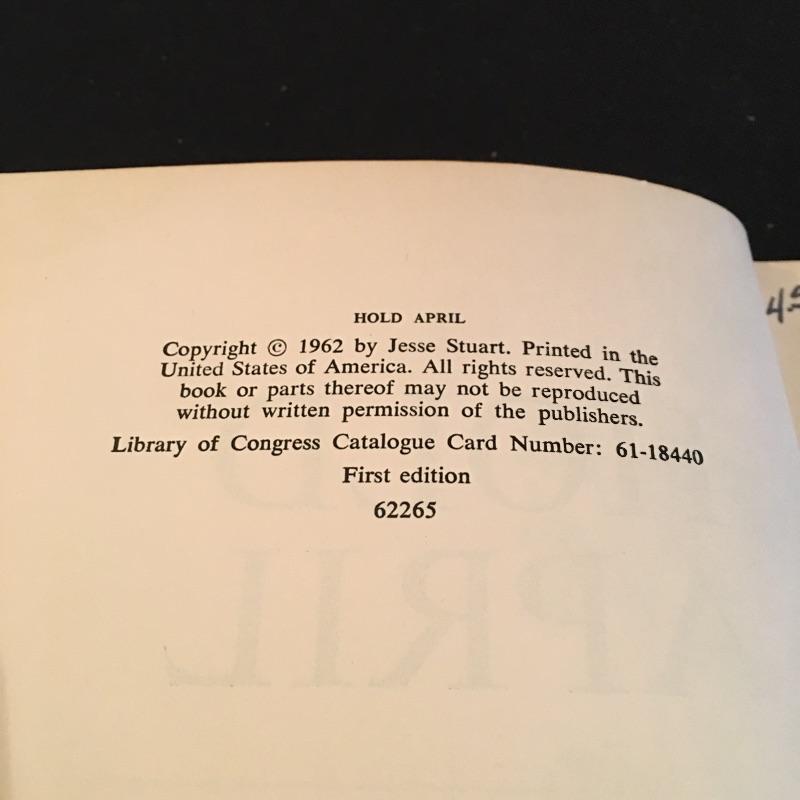 HOLD APRIL
Copyright © 1962 by Jesse Stuart. Printed in the
United States of America. All rights reserved. This
book or parts thereof may not be reproduced
without written permission of the publishers.
Library of Congress Catalogue Card Number: 61-18440
First edition
62265